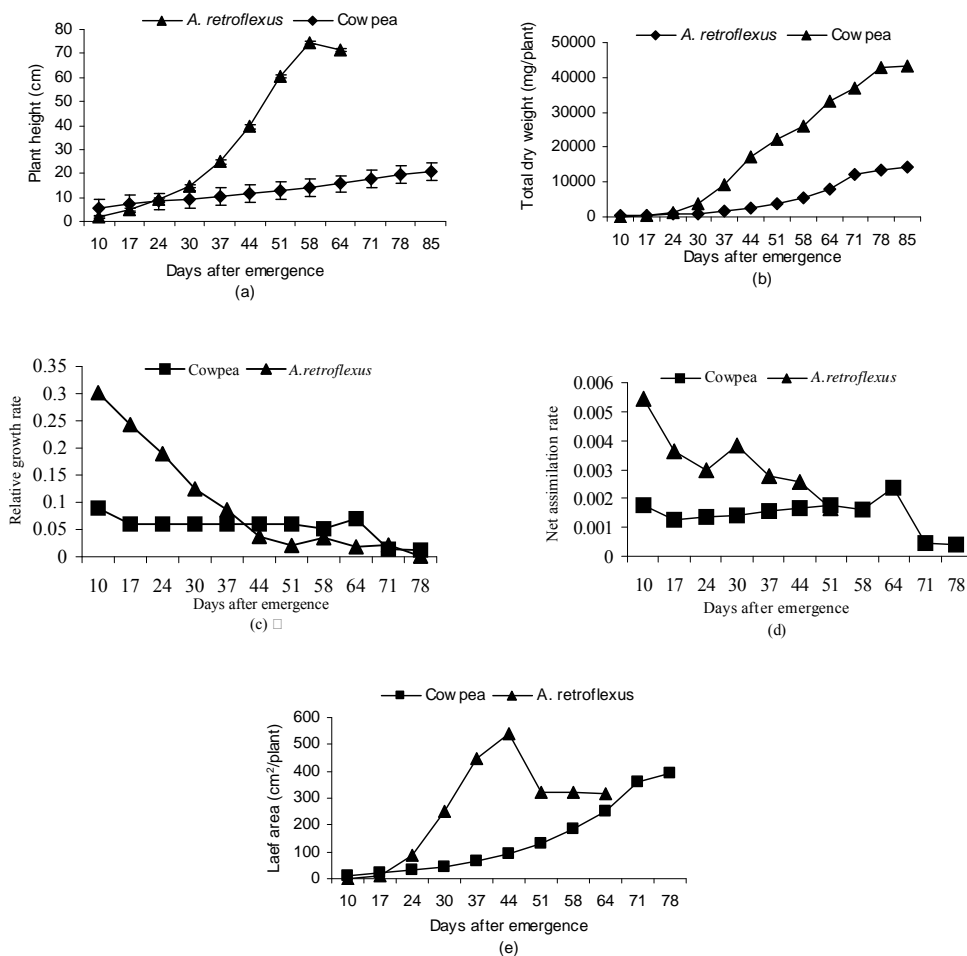 A. retroflexus Cowpea
80
70
60
50
40
30
20
10
0
Plant height (cm)
10 17 24 30 37 44 51 58 64 71 78 85
Days after emergence
(a)
A. retroflexus Cowpea
50000
40000
30000
20000
10000
0
Total dry weight (mg/plant)
10 17 24 30 37 44 51 58 64 71 78 85
Days after emergence
(b)
Cowpea A.retroflexus
0.35
0.3
0.25
0.2
0.15
0.1
0.05
0
Relative growth rate
10 17 24 30 37 44 51 58 64 71 78
Days after emergence
(c) □
Cowpea A.retroflexus
0.006
0.005
0.004
0.003
0.002
0.001
0
Net assimilation rate
10 17 24 30 37 44 51 58 64 71 78
Days after emergence
(d)
Cowpea A. retroflexus
600
500
400
300
200
100
0
Laef area (cm²/plant)
10 17 24 30 37 44 51 58 64 71 78
Days after emergence
(e)